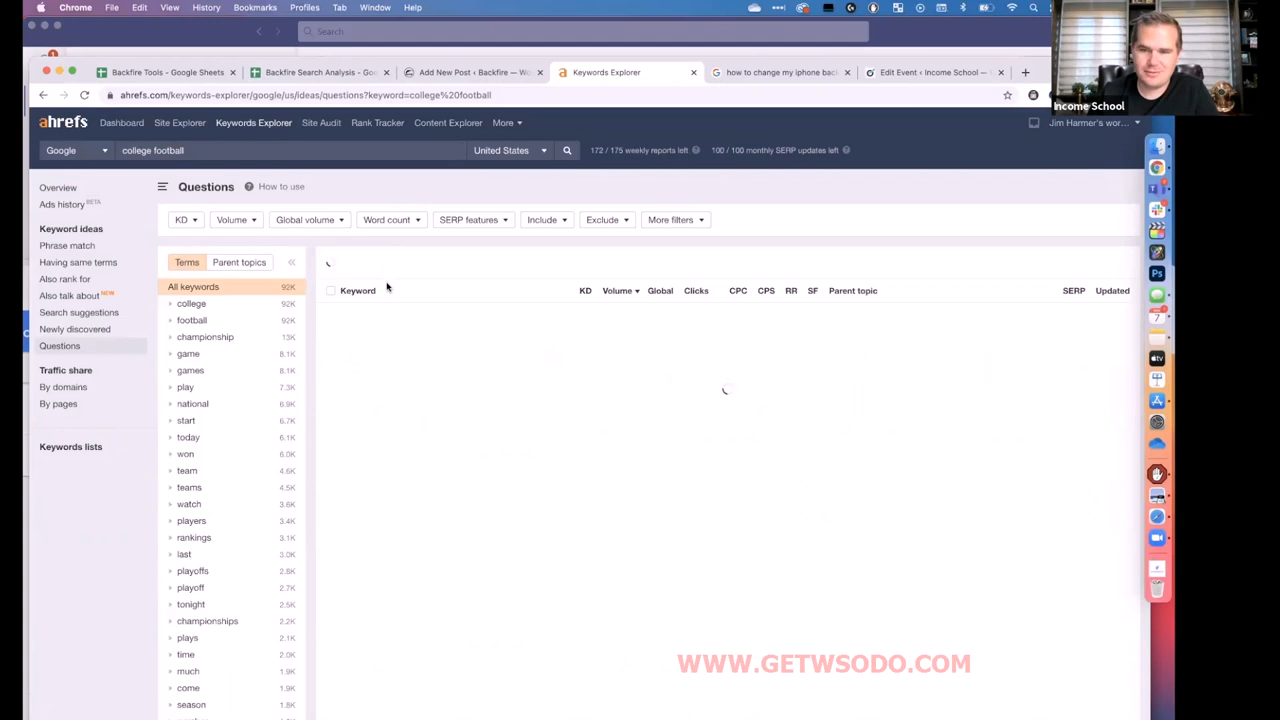 Chrome File Edit View History Bookmarks Profiles Tab Window Help
Search
Backfire Tools - Google Sheets
Backfire Search Analysis - Go
Add New Post ‹ Backfire — Wo
Keywords Explorer
how to change my iphone back
Edit Event ‹ Income School —
ahrefs.com/keywords-explorer/google/us/ideas/questions?keyword=college%20football
Income School
ahrefs Dashboard Site Explorer Keywords Explorer Site Audit Rank Tracker Content Explorer More Jim Harmer's wor...
Google college football United States 172 / 175 weekly reports left 100 / 100 monthly SERP updates left
Overview
Ads history BETA
Keyword ideas
Phrase match
Having same terms
Also rank for
Also talk about NEW
Search suggestions
Newly discovered
Questions
Traffic share
By domains
By pages
Keywords lists
Questions How to use
KD Volume Global volume Word count SERP features Include Exclude More filters
Terms Parent topics
All keywords 92K
college 92K
football 92K
championship 13K
game 8.1K
games 8.1K
play 7.3K
national 6.9K
start 6.7K
today 6.1K
won 6.0K
team 4.6K
teams 4.5K
watch 3.6K
players 3.4K
rankings 3.1K
last 3.0K
playoffs 2.8K
playoff 2.7K
tonight 2.5K
championships 2.2K
plays 2.1K
time 2.0K
much 1.9K
come 1.9K
season 1.9K
Keyword KD Volume Global Clicks CPC CPS RR SF Parent topic SERP Updated
WWW.GETWSODO.COM